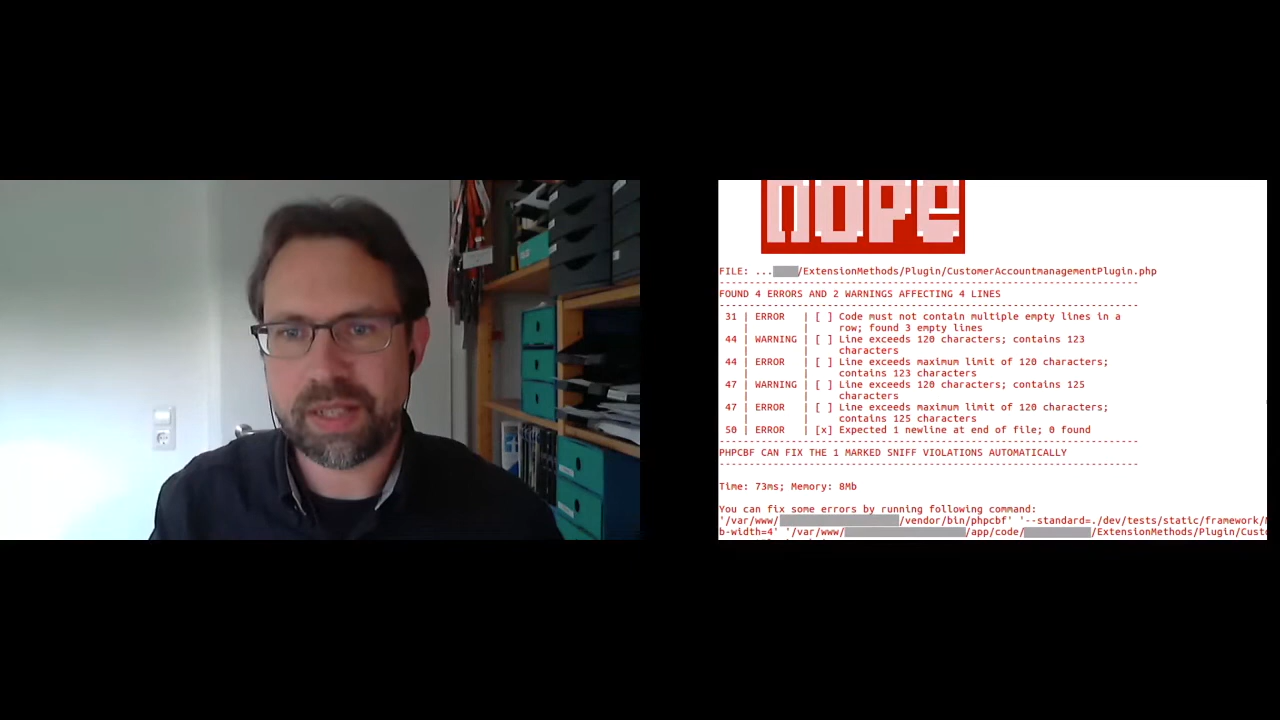 nope
FILE: ... /ExtensionMethods/Plugin/CustomerAccountmanagementPlugin.php
----------------------------------------------------------------------
FOUND 4 ERRORS AND 2 WARNINGS AFFECTING 4 LINES
----------------------------------------------------------------------
31 | ERROR | [ ] Code must not contain multiple empty lines in a
| | row; found 3 empty lines
44 | WARNING | [ ] Line exceeds 120 characters; contains 123
| | characters
44 | ERROR | [ ] Line exceeds maximum limit of 120 characters;
| | contains 123 characters
47 | WARNING | [ ] Line exceeds 120 characters; contains 125
| | characters
47 | ERROR | [ ] Line exceeds maximum limit of 120 characters;
| | contains 125 characters
50 | ERROR | [x] Expected 1 newline at end of file; 0 found
----------------------------------------------------------------------
PHPCBF CAN FIX THE 1 MARKED SNIFF VIOLATIONS AUTOMATICALLY
----------------------------------------------------------------------
Time: 73ms; Memory: 8Mb
You can fix some errors by running following command:
'/var/www/ /vendor/bin/phpcbf' '--standard=./dev/tests/static/framework/
b-width=4' '/var/www/ /app/code/ /ExtensionMethods/Plugin/Cust